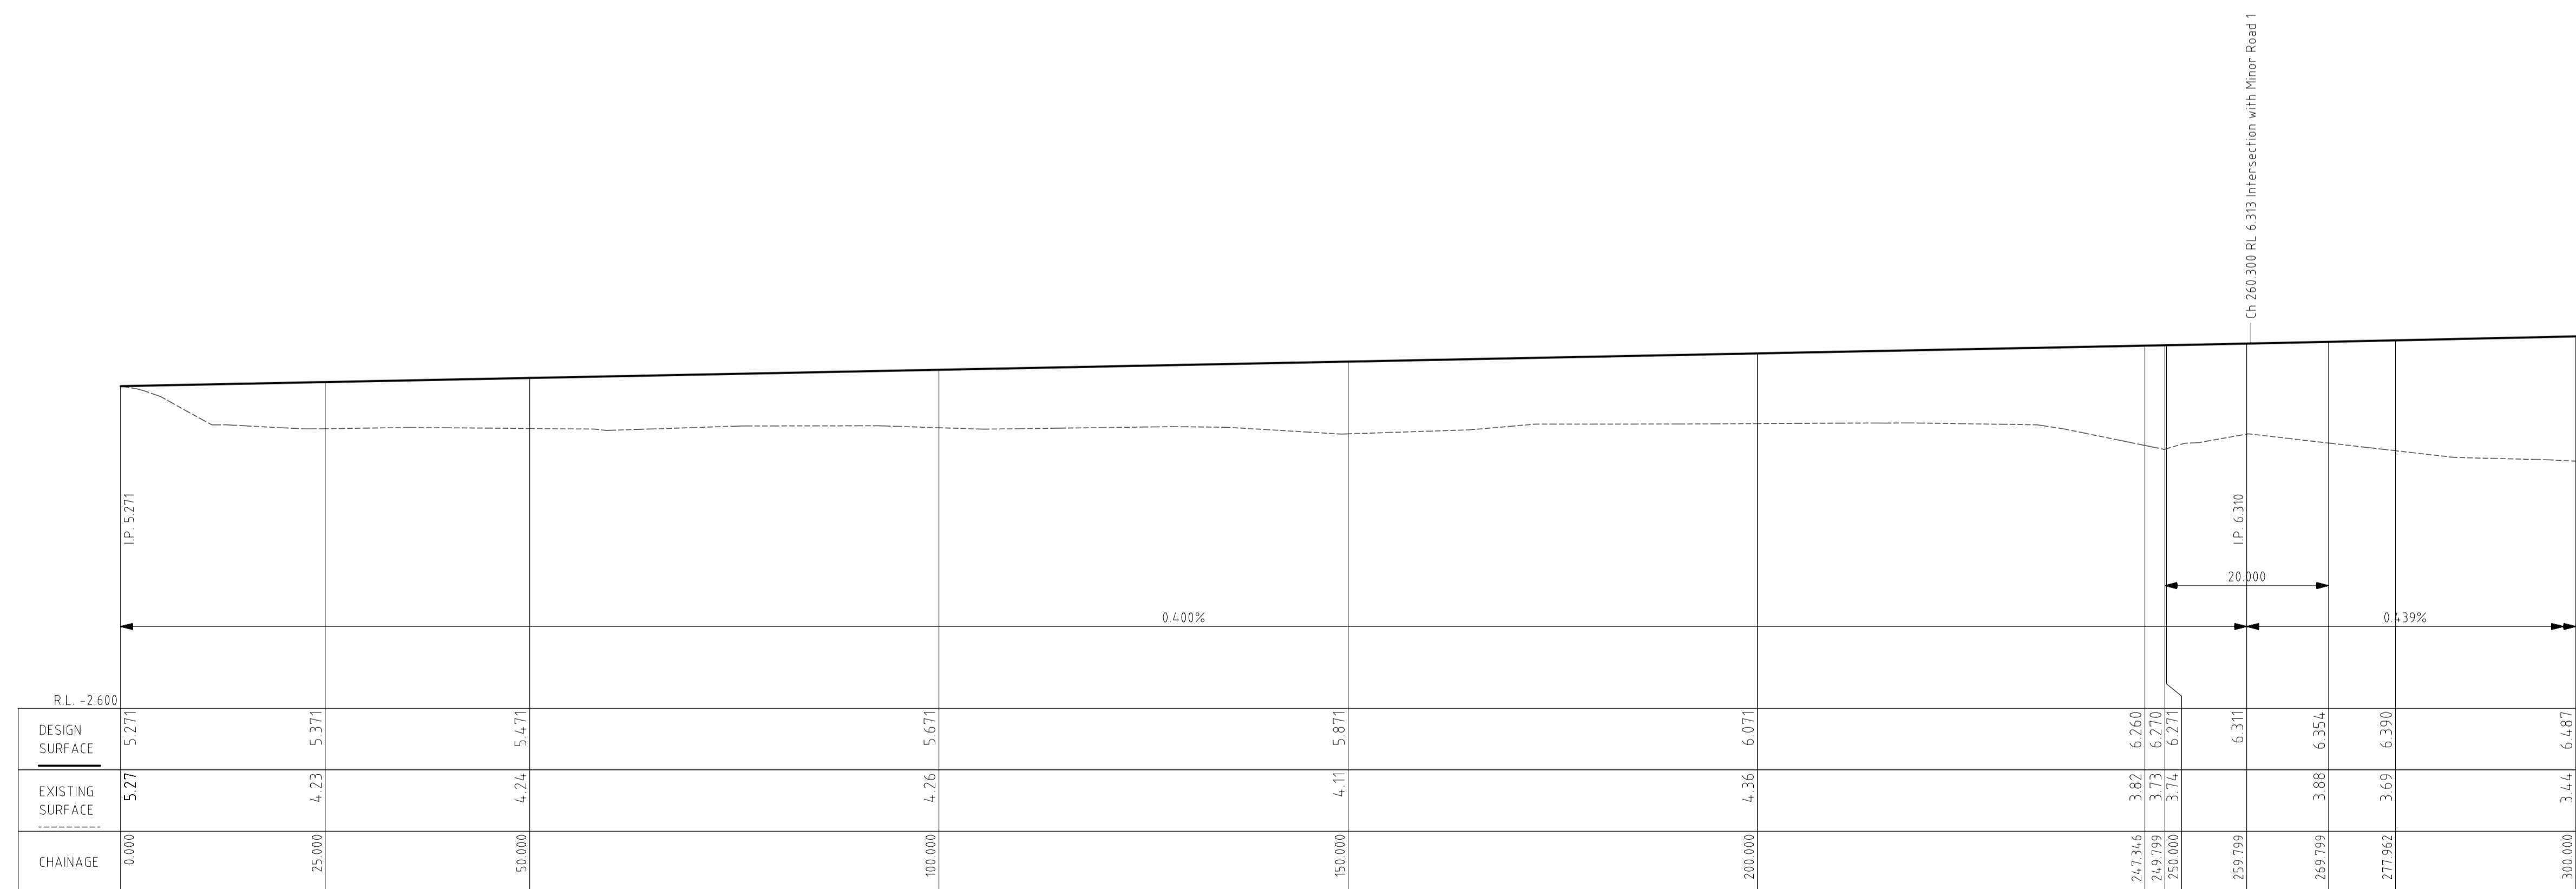 Ch 260.300 RL 6.313 Intersection with Minor Road 1
I.P. 5.271
I.P. 6.310
20.000
0.400%
0.439%
R.L. -2.600
DESIGN
SURFACE
5.271 5.371 5.471 5.671 5.871 6.071 6.260 6.270 6.271 6.311 6.354 6.390 6.487
EXISTING
SURFACE
5.27 4.23 4.24 4.26 4.11 4.36 3.82 3.73 3.74 3.88 3.69 3.44
CHAINAGE
0.000 25.000 50.000 100.000 150.000 200.000 247.346 249.799 250.000 259.799 269.799 277.962 300.000